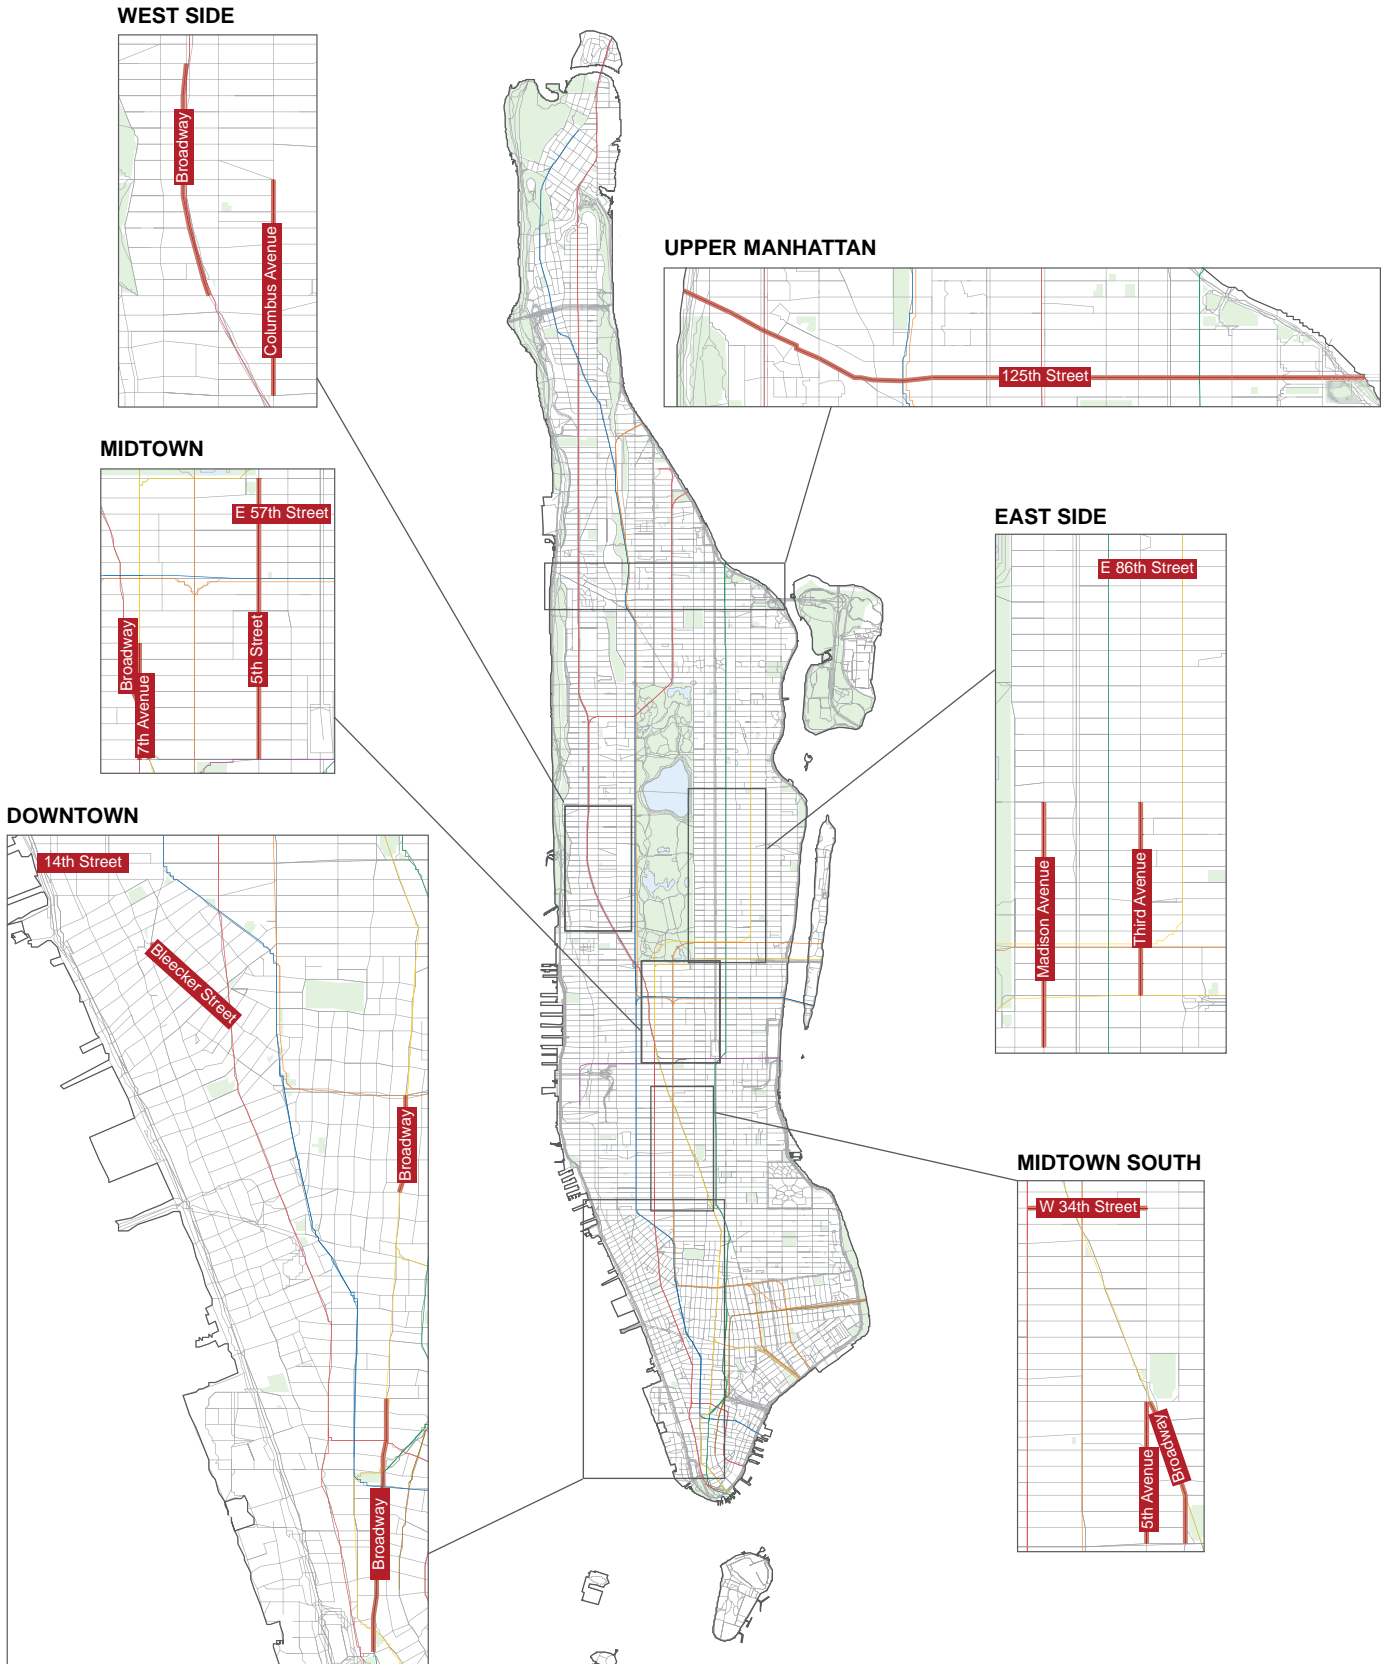 WEST SIDE
Broadway
Columbus Avenue
UPPER MANHATTAN
125th Street
MIDTOWN
E 57th Street
5th Street
Broadway
7th Avenue
EAST SIDE
E 86th Street
Madison Avenue
Third Avenue
DOWNTOWN
14th Street
Bleecker Street
Broadway
Broadway
MIDTOWN SOUTH
W 34th Street
5th Avenue
Broadway